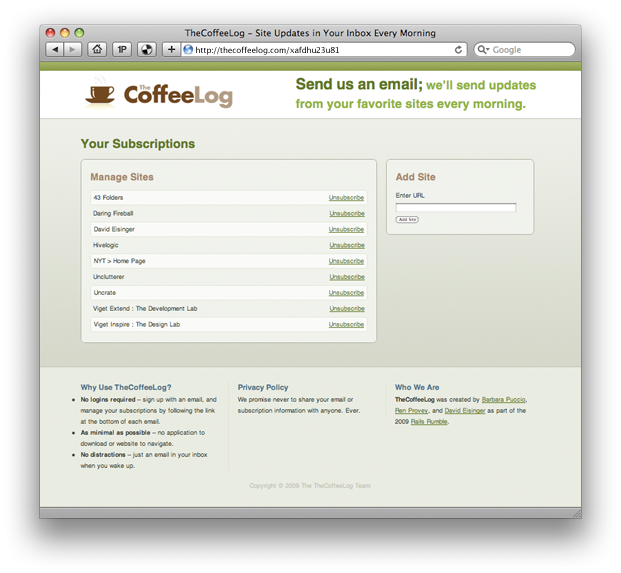 TheCoffeeLog – Site Updates in Your Inbox Every Morning
1P
http://thecoffeelog.com/xafdhu23u81
Google
The CoffeeLog
Send us an email; we'll send updates
from your favorite sites every morning.
Your Subscriptions
Manage Sites
43 Folders Unsubscribe
Daring Fireball Unsubscribe
David Eisinger Unsubscribe
Hivelogic Unsubscribe
NYT > Home Page Unsubscribe
Unclutterer Unsubscribe
Uncrate Unsubscribe
Viget Extend : The Development Lab Unsubscribe
Viget Inspire : The Design Lab Unsubscribe
Add Site
Enter URL
Add Site
Why Use TheCoffeeLog?
• No logins required – sign up with an email, and
manage your subscriptions by following the link
at the bottom of each email.
• As minimal as possible – no application to
download or website to navigate.
• No distractions – just an email in your inbox
when you wake up.
Privacy Policy
We promise never to share your email or
subscription information with anyone. Ever.
Who We Are
TheCoffeeLog was created by Barbara Puccio,
Ren Provey, and David Eisinger as part of the
2009 Rails Rumble.
Copyright © 2009 The TheCoffeeLog Team